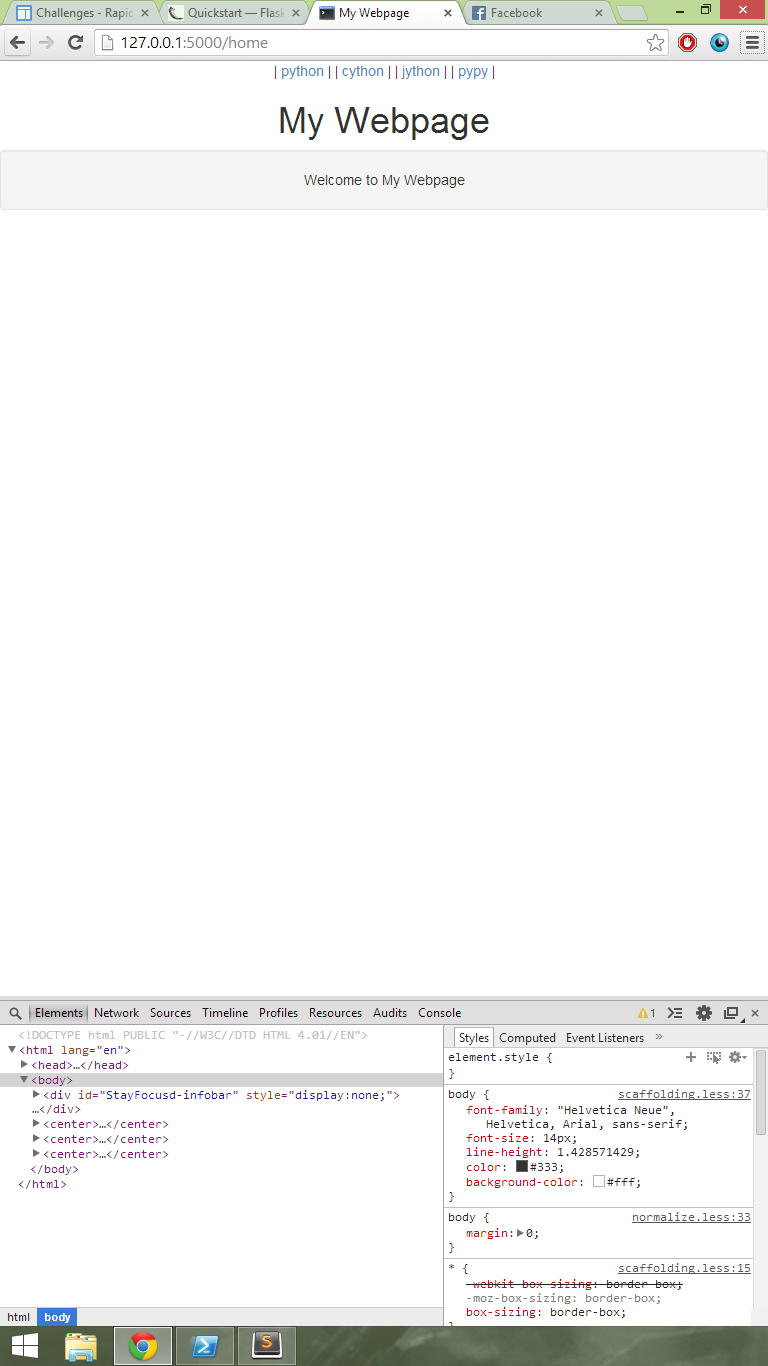 Challenges - Rapid
Quickstart — Flask
My Webpage
Facebook
127.0.0.1:5000/home
| python | | cython | | jython | | pypy |
My Webpage
Welcome to My Webpage
Elements Network Sources Timeline Profiles Resources Audits Console
1
<!DOCTYPE html PUBLIC "-//W3C//DTD HTML 4.01//EN">
<html lang="en">
<head>…</head>
<body>
<div id="StayFocusd-infobar" style="display:none;">
…</div>
<center>…</center>
<center>…</center>
<center>…</center>
</body>
</html>
html body
Styles Computed Event Listeners »
element.style {
}
body { scaffolding.less:37
font-family: "Helvetica Neue",
Helvetica, Arial, sans-serif;
font-size: 14px;
line-height: 1.428571429;
color: #333;
background-color: #fff;
}
body { normalize.less:33
margin: 0;
}
* { scaffolding.less:15
-webkit-box-sizing: border-box;
-moz-box-sizing: border-box;
box-sizing: border-box;
}